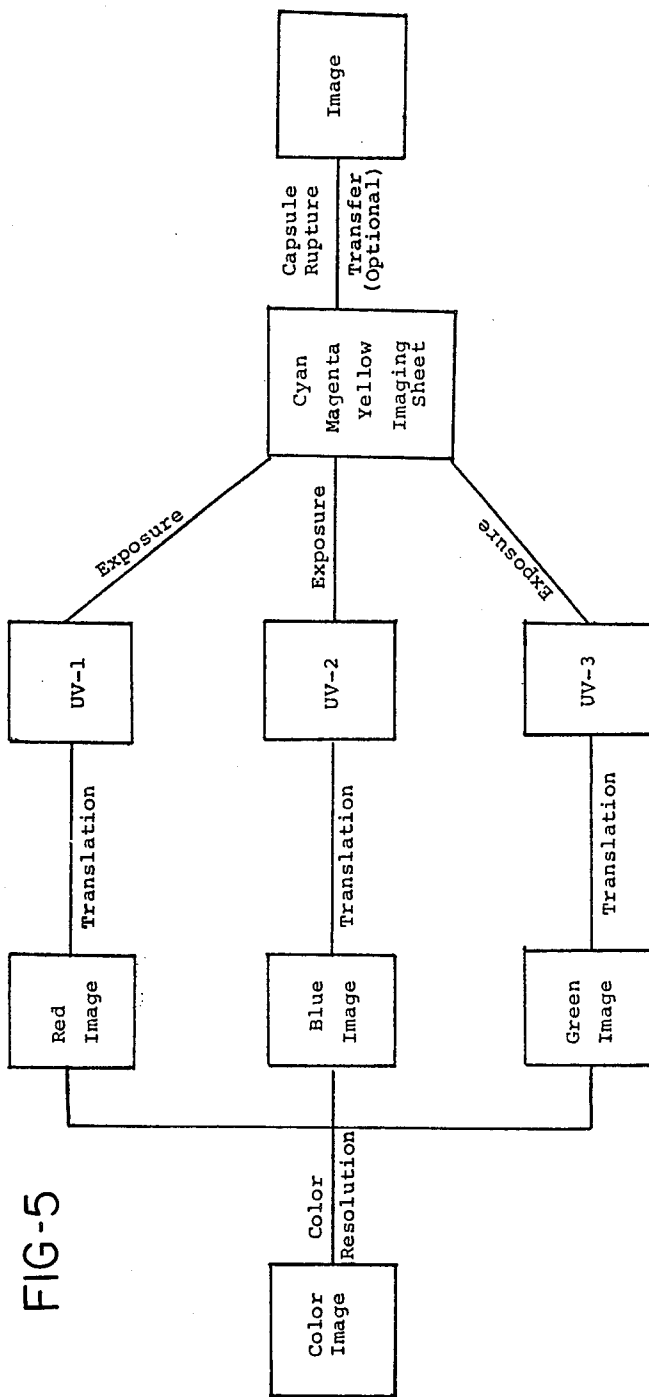 FIG-5
Color
Image
Color
Resolution
Red
Image
Translation
UV-1
Exposure
Blue
Image
Translation
UV-2
Exposure
Green
Image
Translation
UV-3
Exposure
Cyan
Magenta
Yellow
Imaging
Sheet
Capsule
Rupture
Transfer
(Optional)
Image